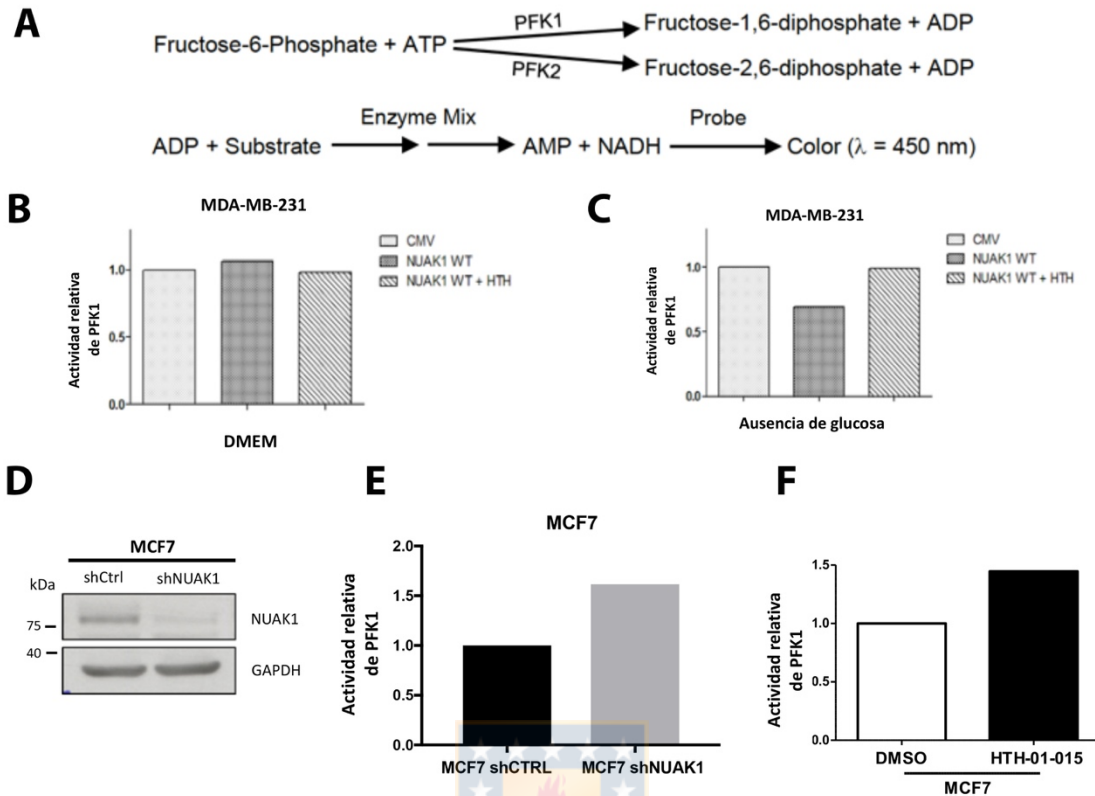 A
Fructose-6-Phosphate + ATP
PFK1
PFK2
Fructose-1,6-diphosphate + ADP
Fructose-2,6-diphosphate + ADP
ADP + Substrate
Enzyme Mix
AMP + NADH
Probe
Color (λ = 450 nm)
B
MDA-MB-231
Actividad relativa
de PFK1
1.0
0.5
0.0
CMV
NUAK1 WT
NUAK1 WT + HTH
DMEM
C
MDA-MB-231
Actividad relativa
de PFK1
1.0
0.5
0.0
CMV
NUAK1 WT
NUAK1 WT + HTH
Ausencia de glucosa
D
MCF7
kDa
shCtrl
shNUAK1
75
NUAK1
40
GAPDH
E
MCF7
Actividad relativa
de PFK1
2.0
1.5
1.0
0.5
0.0
MCF7 shCTRL
MCF7 shNUAK1
F
Actividad relativa
de PFK1
1.5
1.0
0.5
0.0
DMSO
HTH-01-015
MCF7